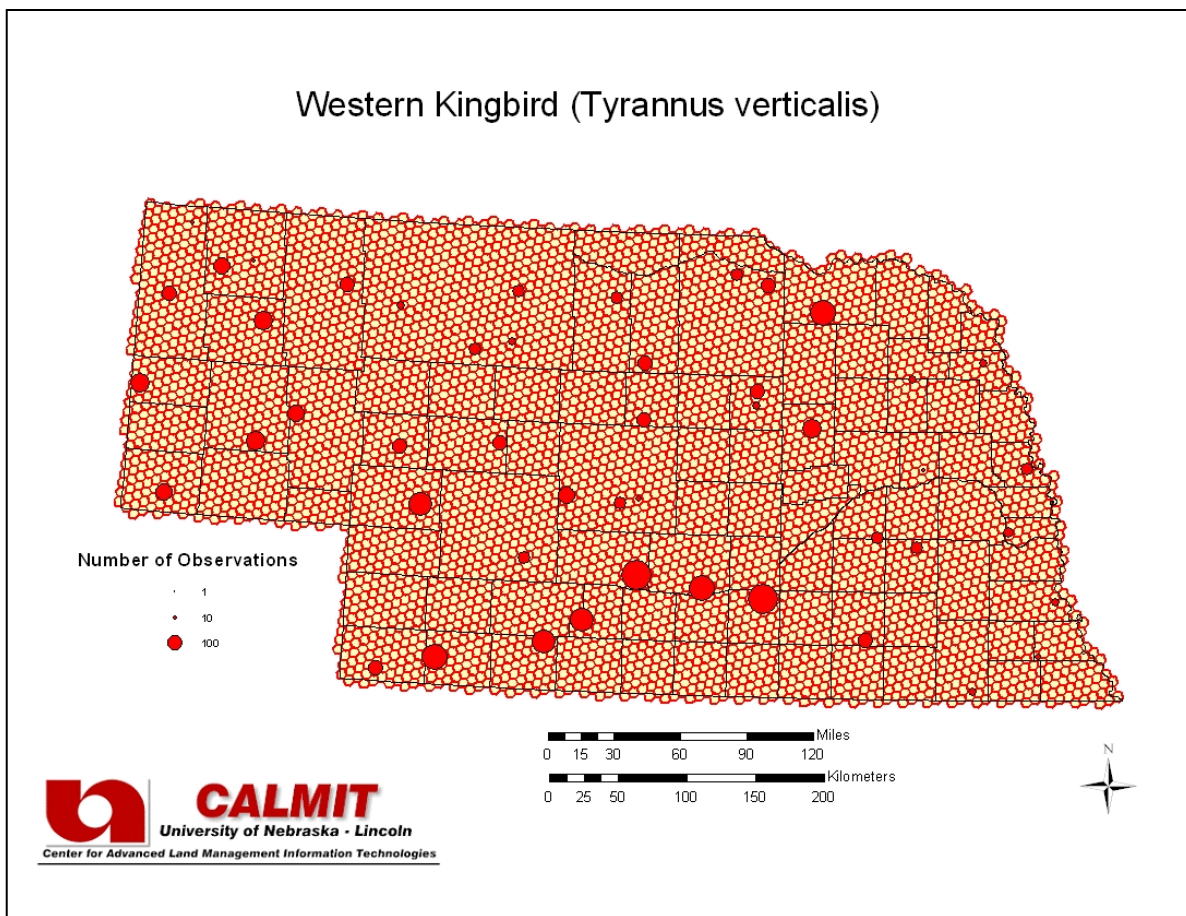 Western Kingbird (Tyrannus verticalis)
Number of Observations
1
10
100
Miles
0 15 30 60 90 120
Kilometers
0 25 50 100 150 200
N
CALMIT
University of Nebraska - Lincoln
Center for Advanced Land Management Information Technologies